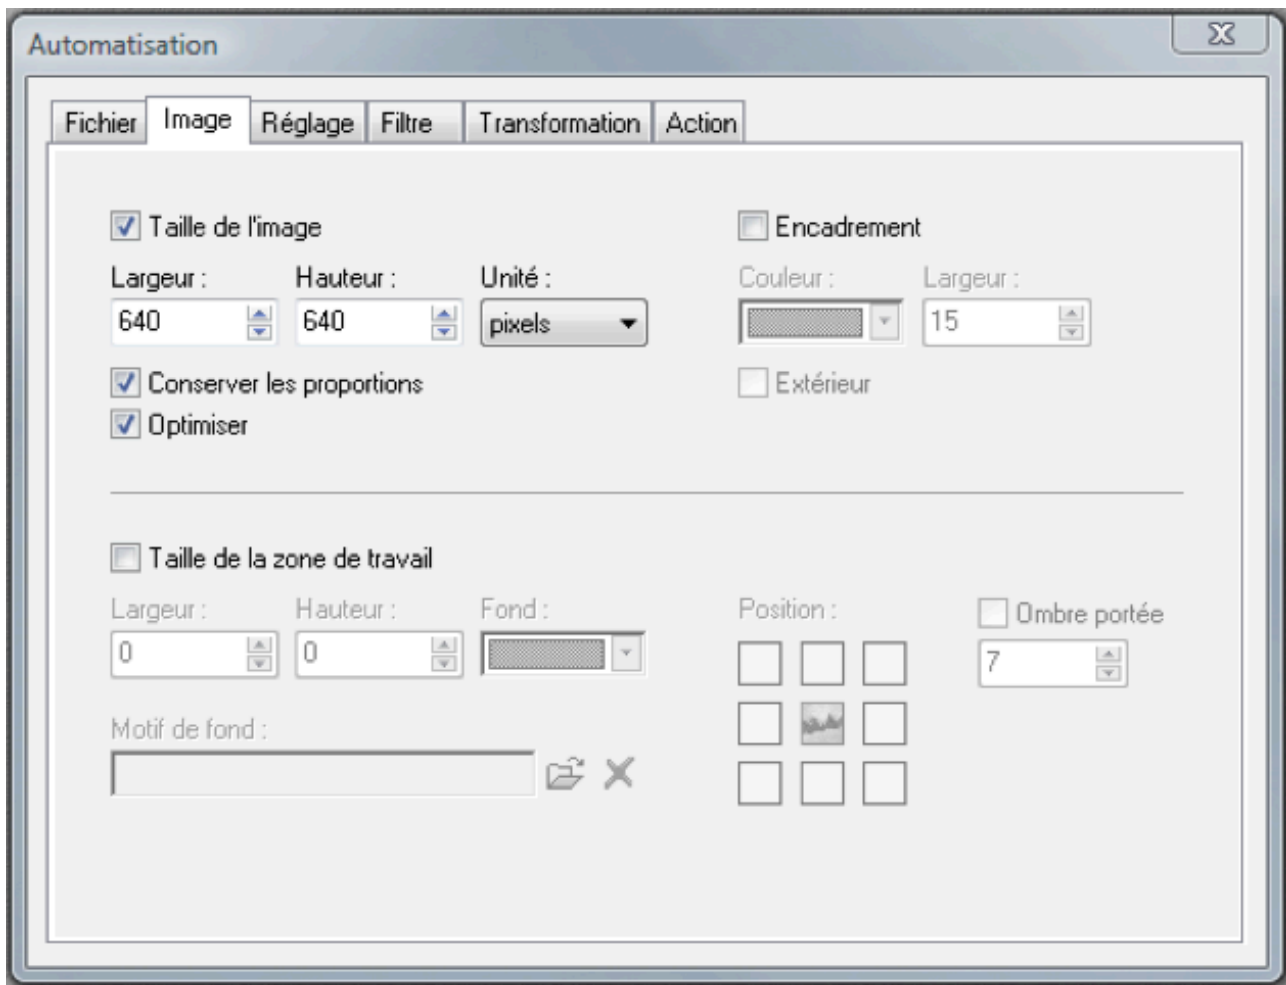 Automatisation
Fichier Image Réglage Filtre Transformation Action
Taille de l'image
Encadrement
Largeur : Hauteur : Unité :
Couleur : Largeur :
640 640 pixels
15
Conserver les proportions
Extérieur
Optimiser
Taille de la zone de travail
Largeur : Hauteur : Fond :
Position :
Ombre portée
0 0
7
Motif de fond :